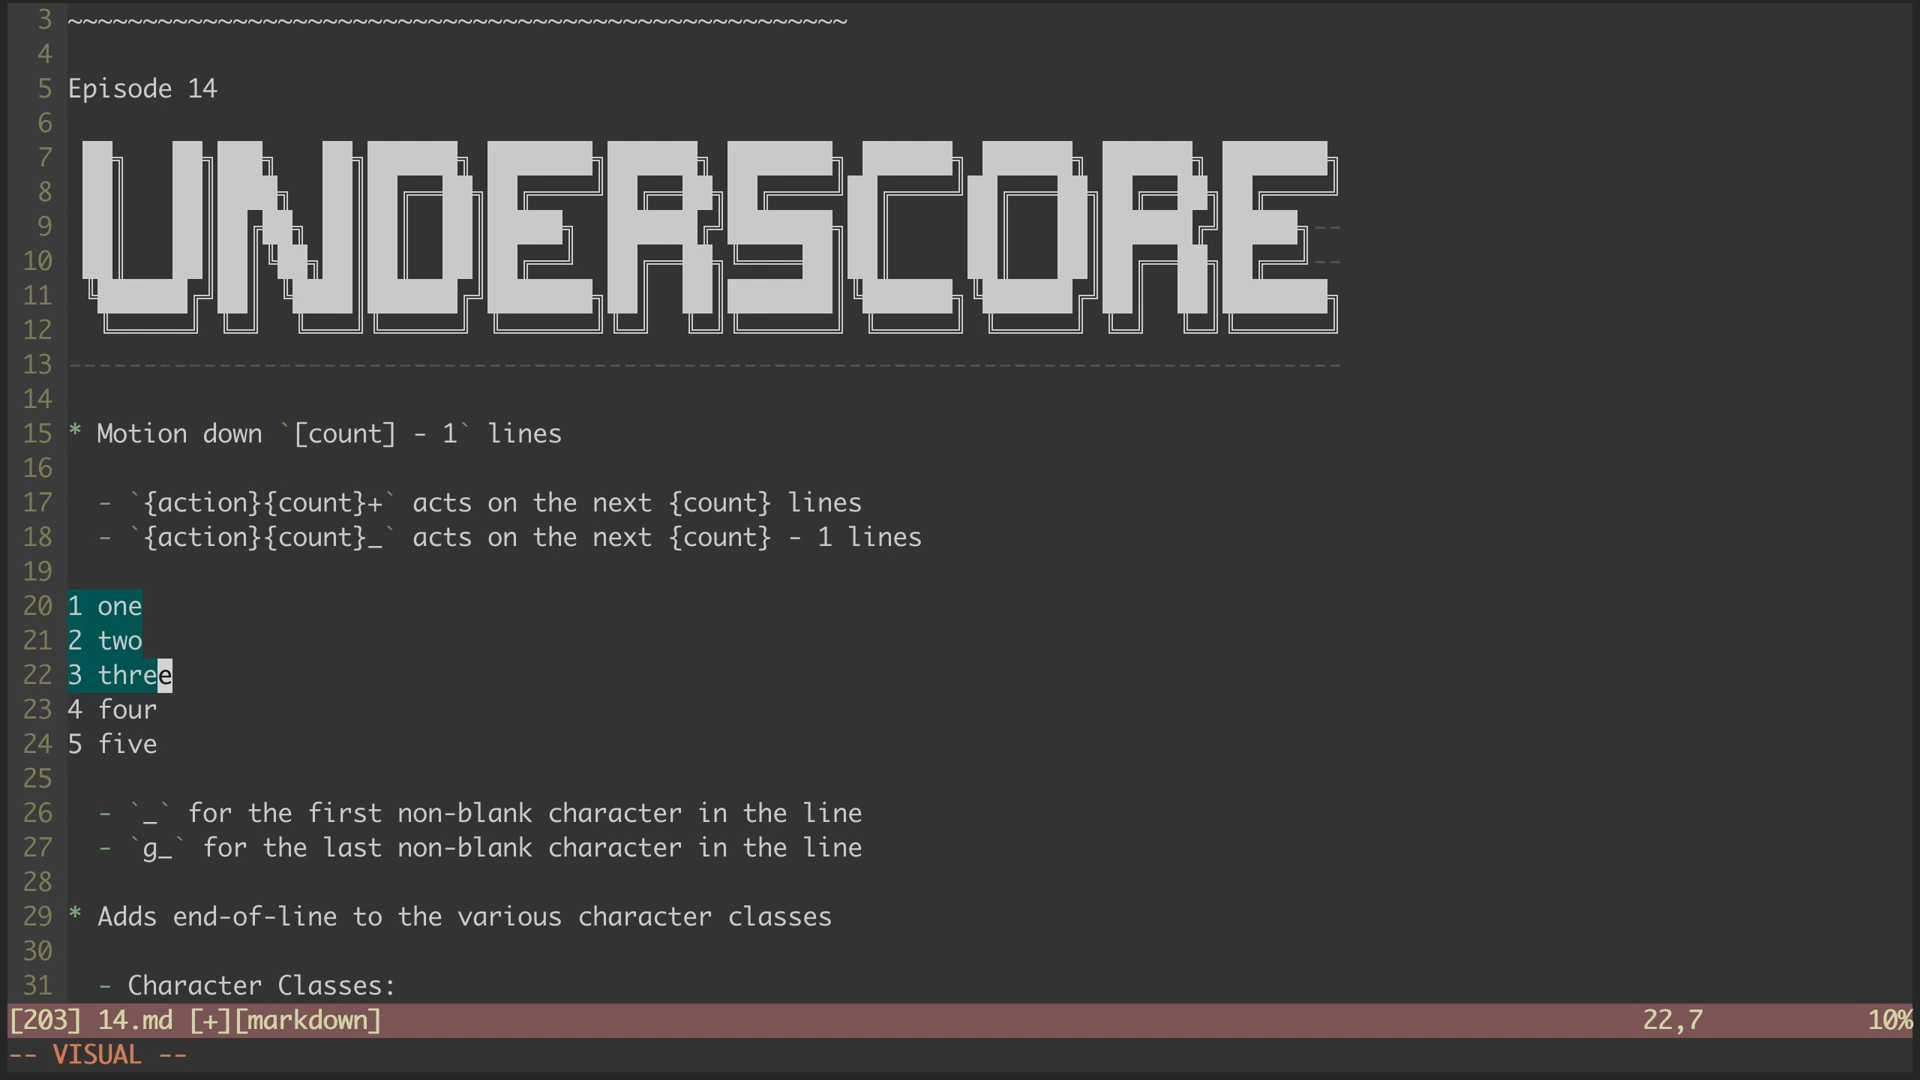 3 ~~~~~~~~~~~~~~~~~~~~~~~~~~~~~~~~~~~~~~~~~~~~~~~~~~~~
4
5 Episode 14
6
7
8
9
10
11
12
UNDERSCORE
13 -------------------------------------------------------------------------------------
14
15 * Motion down `[count] - 1` lines
16
17   - `{action}{count}+` acts on the next {count} lines
18   - `{action}{count}_` acts on the next {count} - 1 lines
19
20 1 one
21 2 two
22 3 three
23 4 four
24 5 five
25
26   - `_` for the first non-blank character in the line
27   - `g_` for the last non-blank character in the line
28
29 * Adds end-of-line to the various character classes
30
31   - Character Classes:
[203] 14.md [+][markdown] 22,7 10%
-- VISUAL --